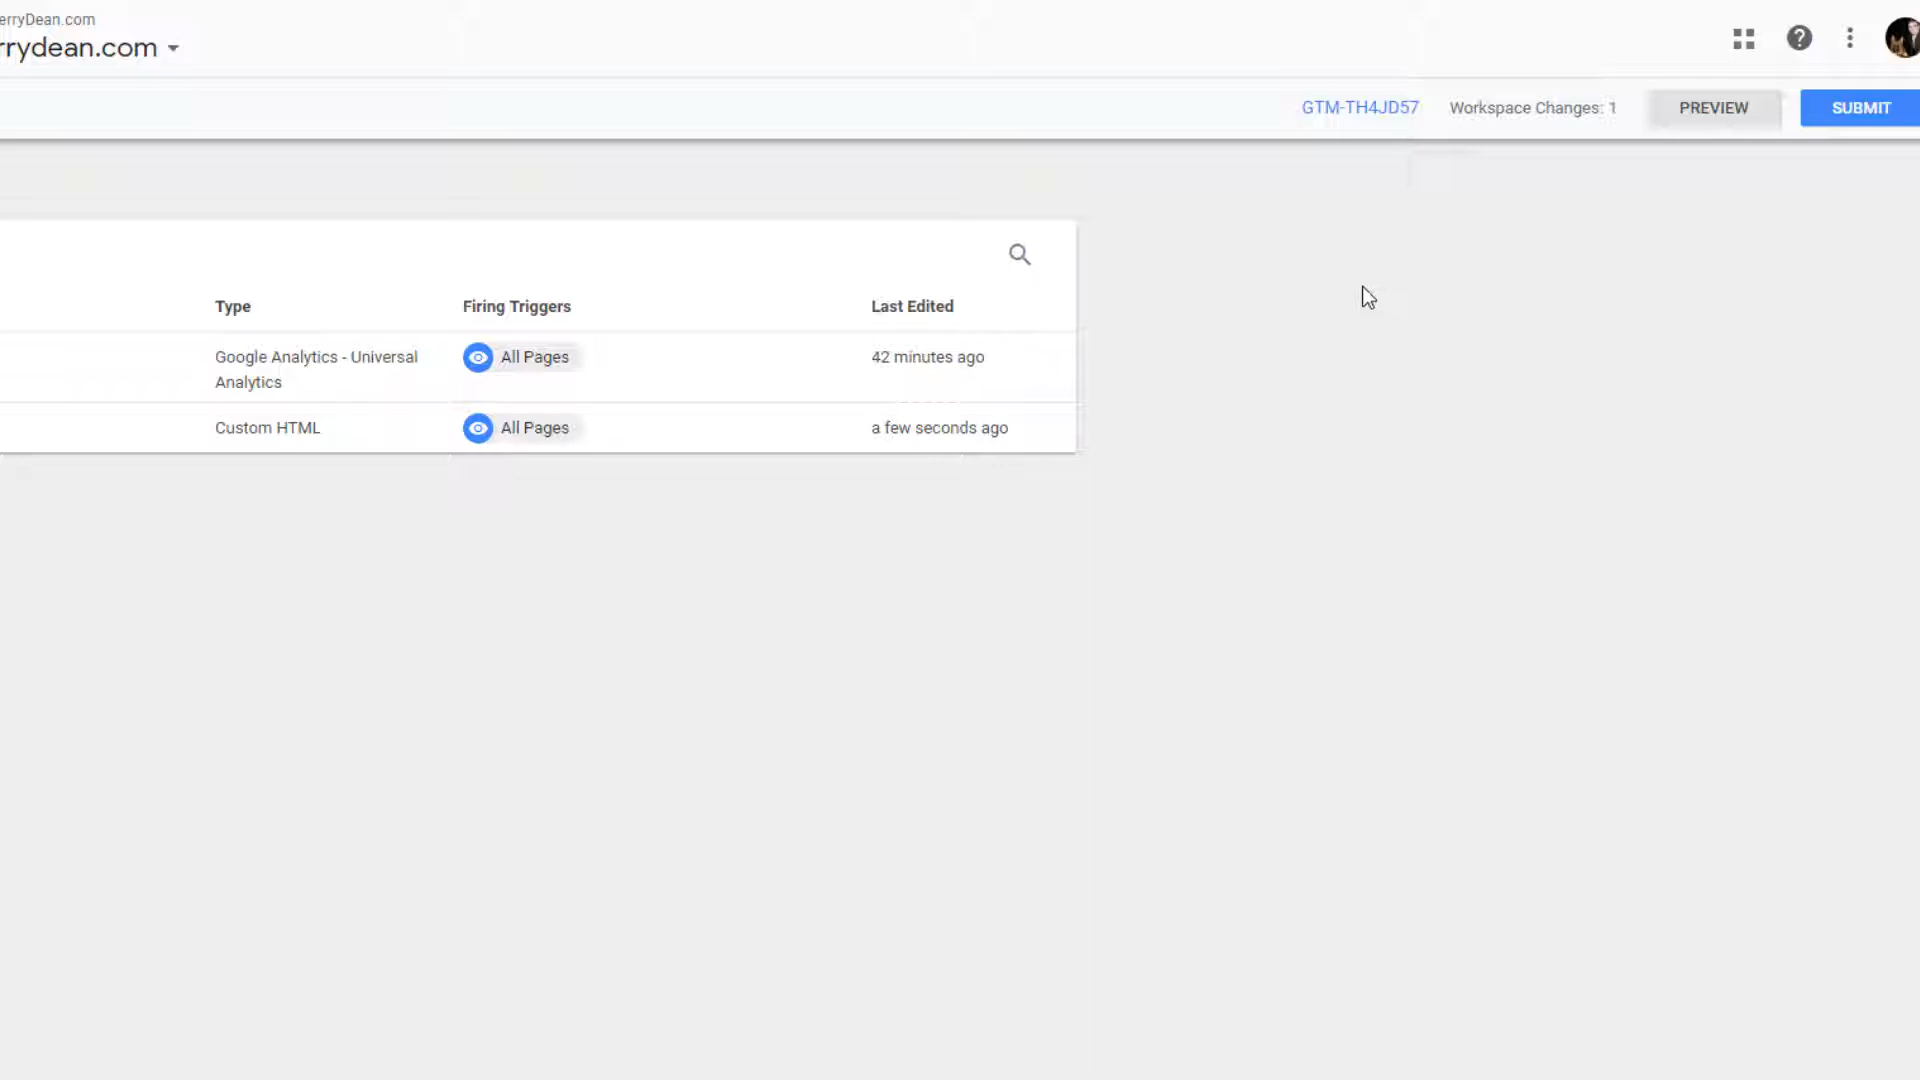 erryDean.com
rrydean.com
GTM-TH4JD57 Workspace Changes: 1 PREVIEW SUBMIT
Type Firing Triggers Last Edited
Google Analytics - Universal Analytics All Pages 42 minutes ago
Custom HTML All Pages a few seconds ago